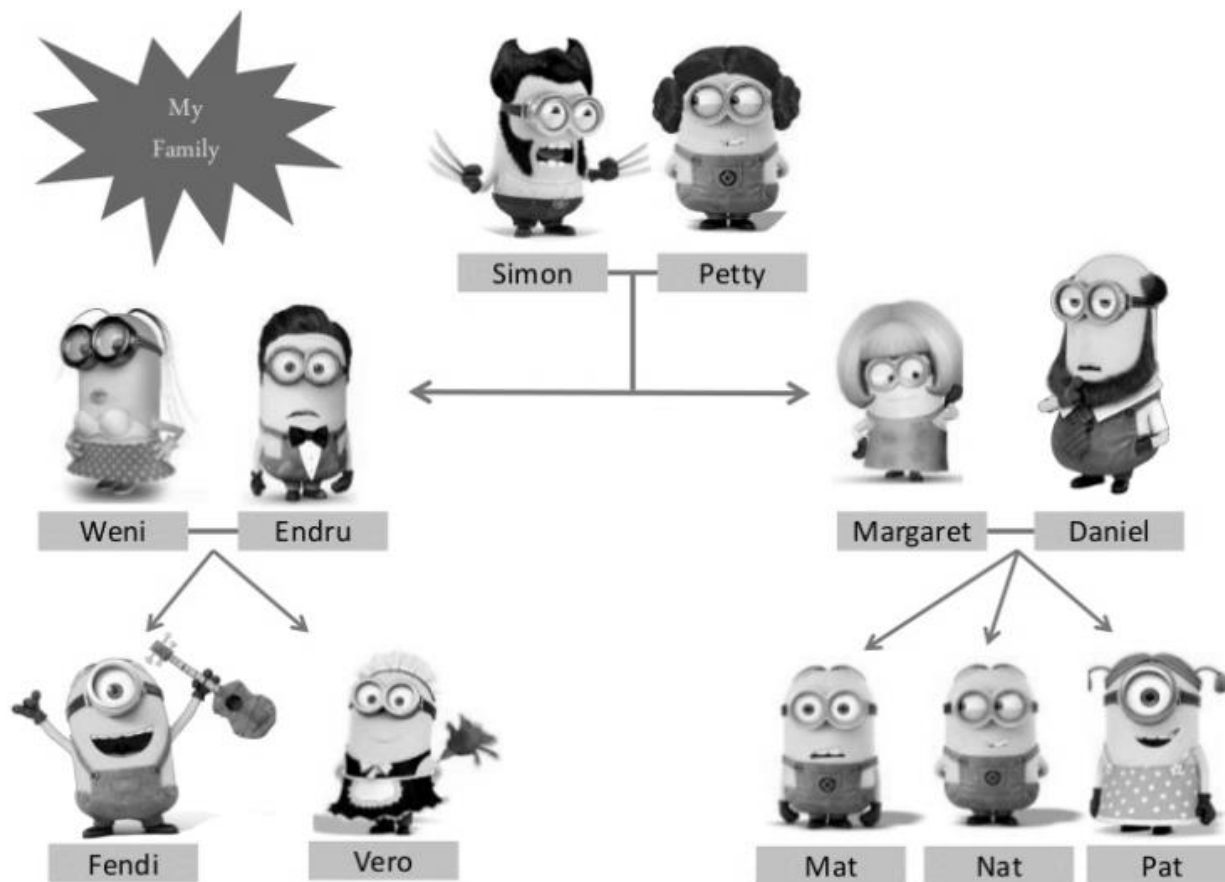 My
Family
Simon
Petty
Weni
Endru
Margaret
Daniel
Fendi
Vero
Mat
Nat
Pat